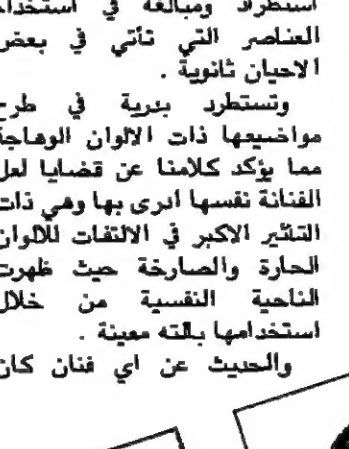 استطراد ومبالغة في استخدام
العناصر التي تأتي في بعض
الاحيان ثانوية .
وتستطرد بدرية في طرح
مواضيعها ذات الالوان الوهاجة
مما يؤكد كلامنا عن قضايا لعل
الفنانة نفسها ادرى بها وهي ذات
التأثير الاكبر في الالتفات للالوان
الحارة والصارخة حيث ظهرت
الناحية النفسية من خلال
استخدامها بالته معينة .
والحديث عن اي فنان كان